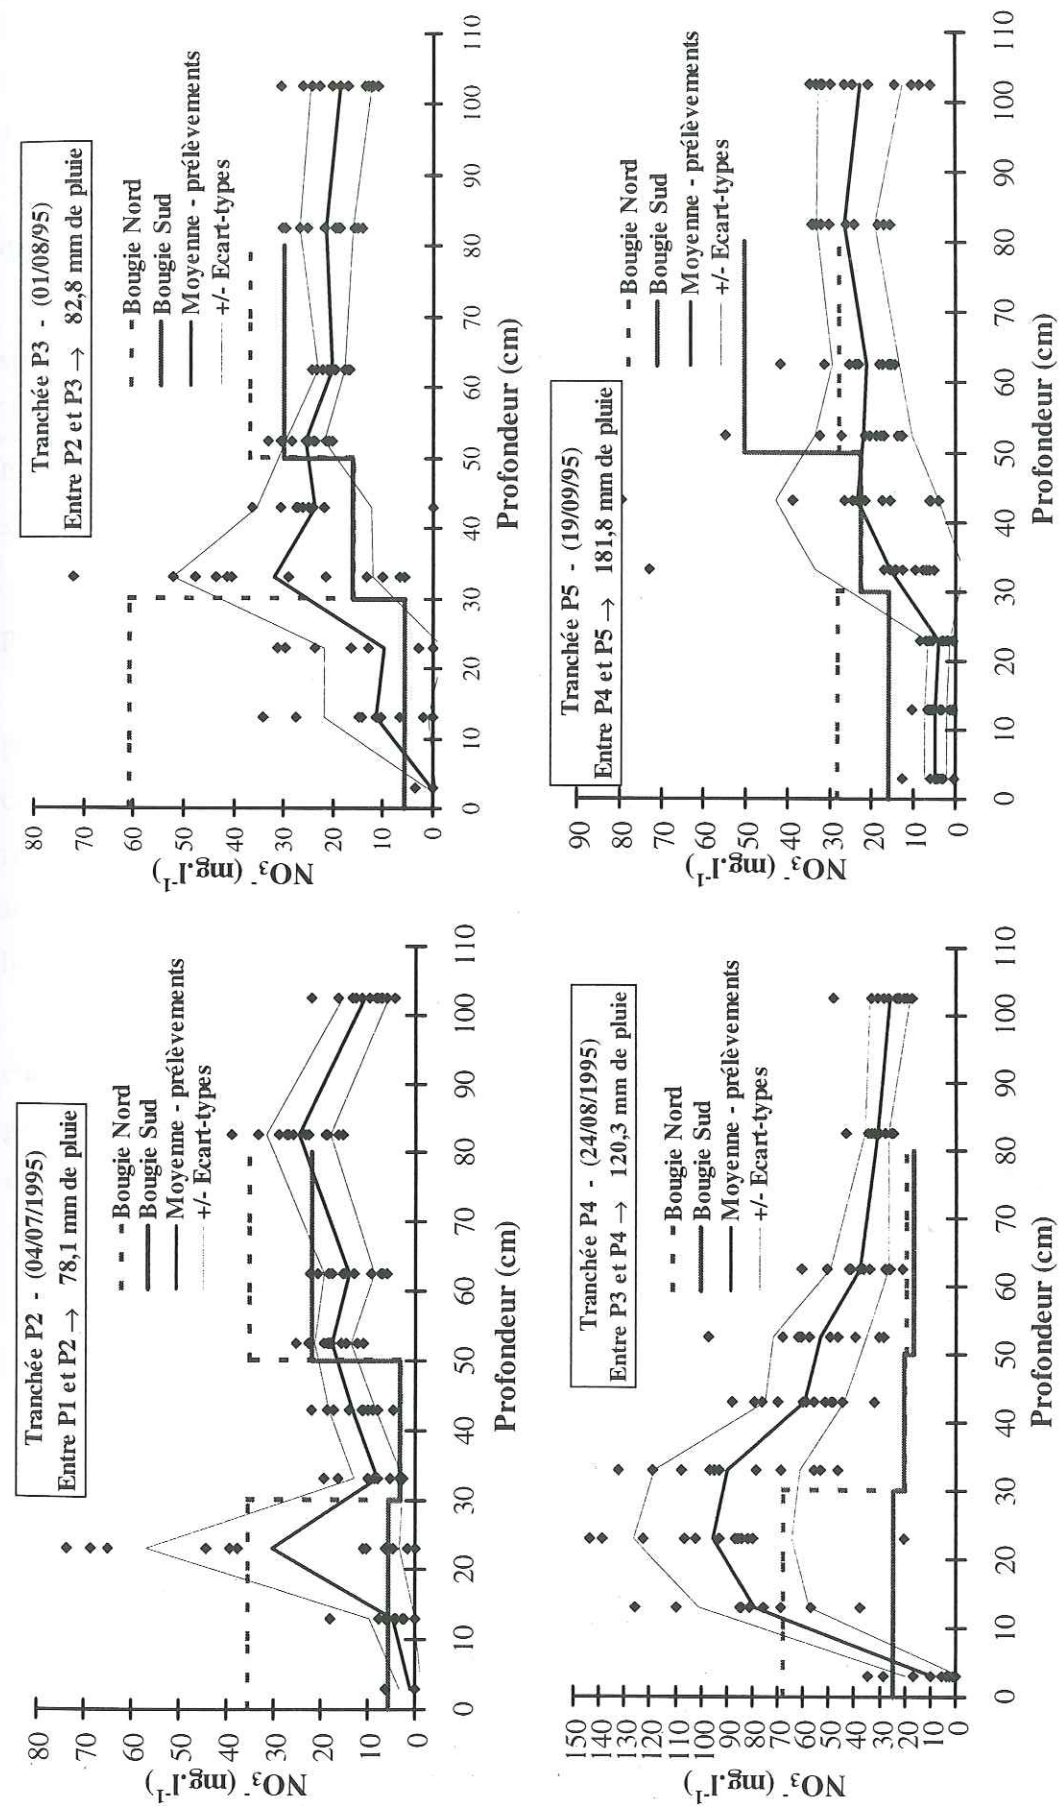 Tranchée P2 - (04/07/1995)
Entre P1 et P2 → 78,1 mm de pluie
Bougie Nord
Bougie Sud
Moyenne - prélèvements
+/- Ecart-types
NO3- (mg.l-1)
80
70
60
50
40
30
20
10
0
0 10 20 30 40 50 60 70 80 90 100 110
Profondeur (cm)
Tranchée P3 - (01/08/95)
Entre P2 et P3 → 82,8 mm de pluie
Bougie Nord
Bougie Sud
Moyenne - prélèvements
+/- Ecart-types
NO3- (mg.l-1)
80
70
60
50
40
30
20
10
0
0 10 20 30 40 50 60 70 80 90 100 110
Profondeur (cm)
Tranchée P4 - (24/08/1995)
Entre P3 et P4 → 120,3 mm de pluie
Bougie Nord
Bougie Sud
Moyenne - prélèvements
+/- Ecart-types
NO3- (mg.l-1)
150
140
130
120
110
100
90
80
70
60
50
40
30
20
10
0
0 10 20 30 40 50 60 70 80 90 100 110
Profondeur (cm)
Tranchée P5 - (19/09/95)
Entre P4 et P5 → 181,8 mm de pluie
Bougie Nord
Bougie Sud
Moyenne - prélèvements
+/- Ecart-types
NO3- (mg.l-1)
90
80
70
60
50
40
30
20
10
0
0 10 20 30 40 50 60 70 80 90 100 110
Profondeur (cm)